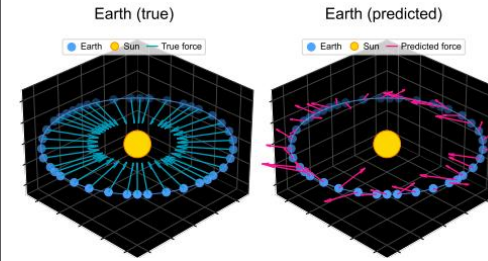 Earth (true)
Earth Sun True force
Earth (predicted)
Earth Sun Predicted force